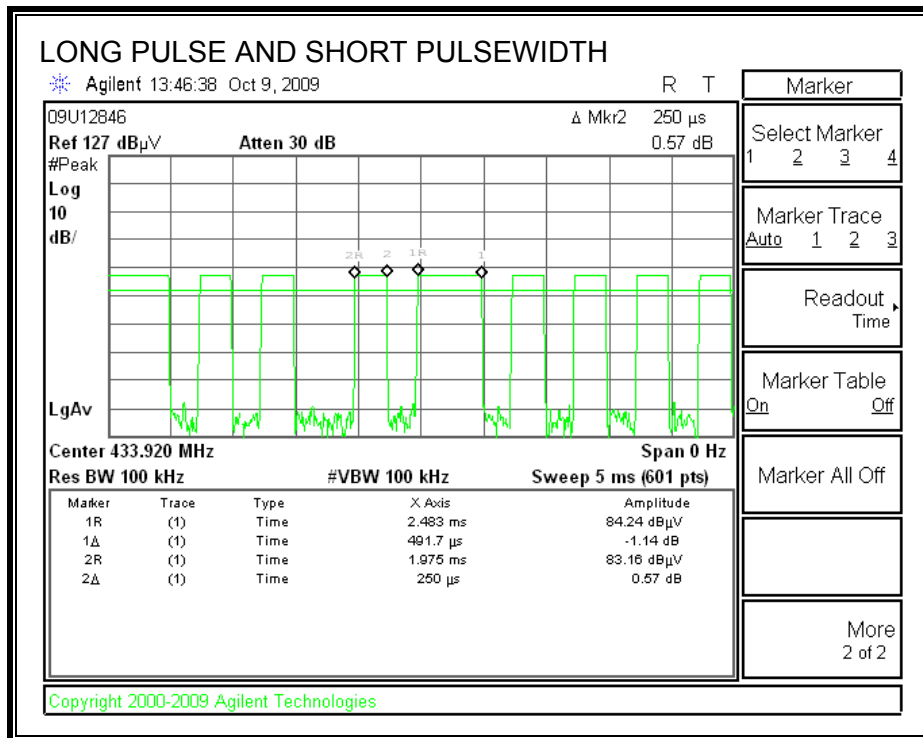 LONG PULSE AND SHORT PULSEWIDTH
Agilent 13:46:38 Oct 9, 2009 R T
09U12846 Δ Mkr2 250 µs
Ref 127 dBµV Atten 30 dB 0.57 dB
#Peak
Log
10
dB/
2R 2 1R 1
LgAv
Center 433.920 MHz Span 0 Hz
Res BW 100 kHz #VBW 100 kHz Sweep 5 ms (601 pts)
Marker Trace Type X Axis Amplitude
1R (1) Time 2.483 ms 84.24 dBµV
1Δ (1) Time 491.7 µs -1.14 dB
2R (1) Time 1.975 ms 83.16 dBµV
2Δ (1) Time 250 µs 0.57 dB
Copyright 2000-2009 Agilent Technologies
Marker
Select Marker
1 2 3 4
Marker Trace
Auto 1 2 3
Readout
Time
Marker Table
On Off
Marker All Off
More
2 of 2